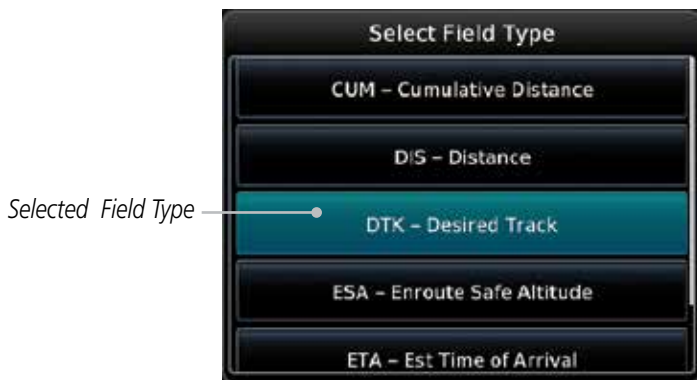 Select Field Type
CUM – Cumulative Distance
DIS – Distance
Selected Field Type
DTK – Desired Track
ESA – Enroute Safe Altitude
ETA – Est Time of Arrival